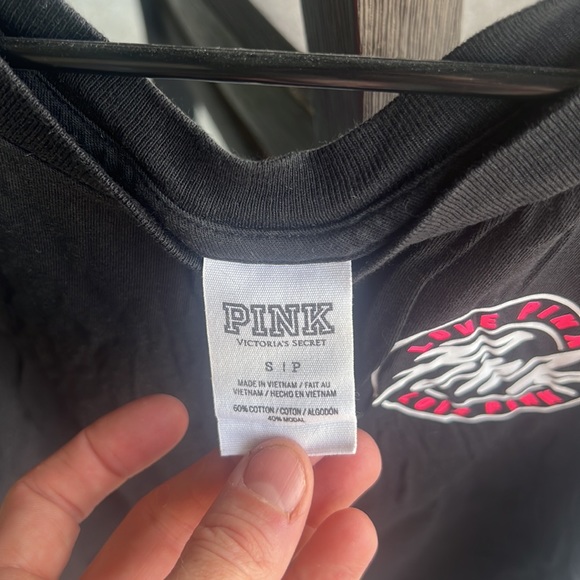 PINK
VICTORIA'S SECRET
S | P
MADE IN VIETNAM / FAIT AU
VIETNAM / HECHO EN VIETNAM
60% COTTON / COTON / ALGODÓN
40% MODAL
LOVE PINK
LOVE PINK